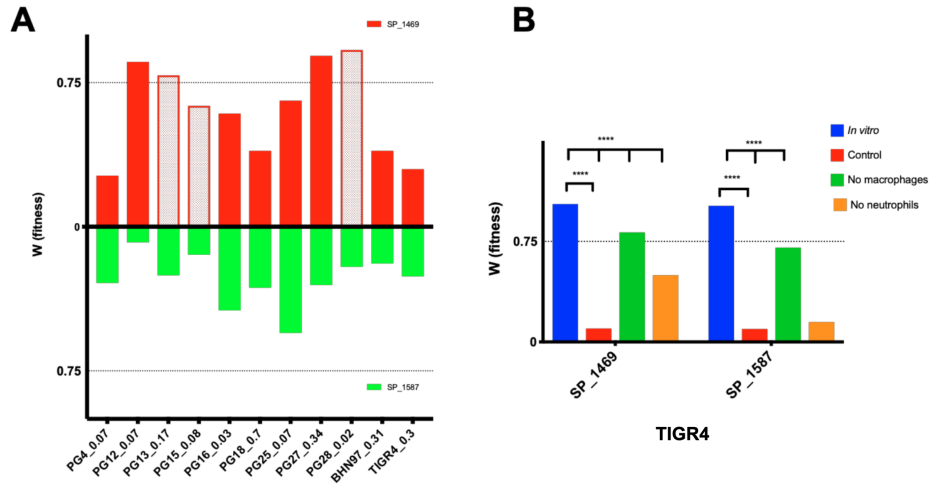 A
SP_1469
W (fitness)
0.75
0
0.75
SP_1587
PG4_0.07
PG12_0.07
PG13_0.17
PG15_0.08
PG16_0.03
PG18_0.7
PG25_0.07
PG27_0.34
PG28_0.02
BHN97_0.31
TIGR4_0.3
B
In vitro
Control
No macrophages
No neutrophils
****
****
****
****
W (fitness)
0.75
0
SP_1469
SP_1587
TIGR4